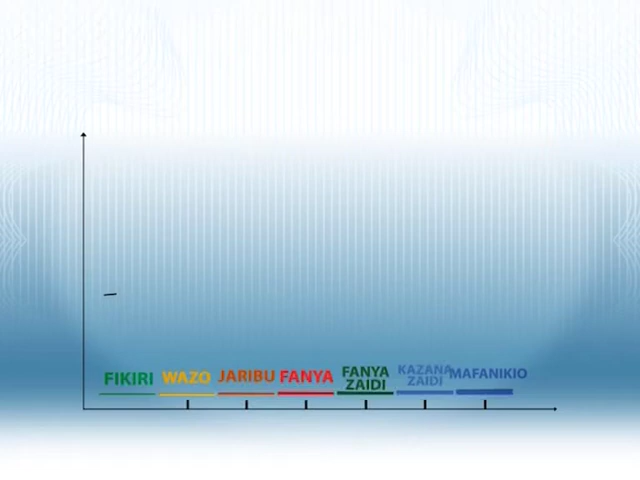 FIKIRI
WAZO
JARIBU
FANYA
FANYA
ZAIDI
KAZANA
ZAIDI
MAFANIKIO